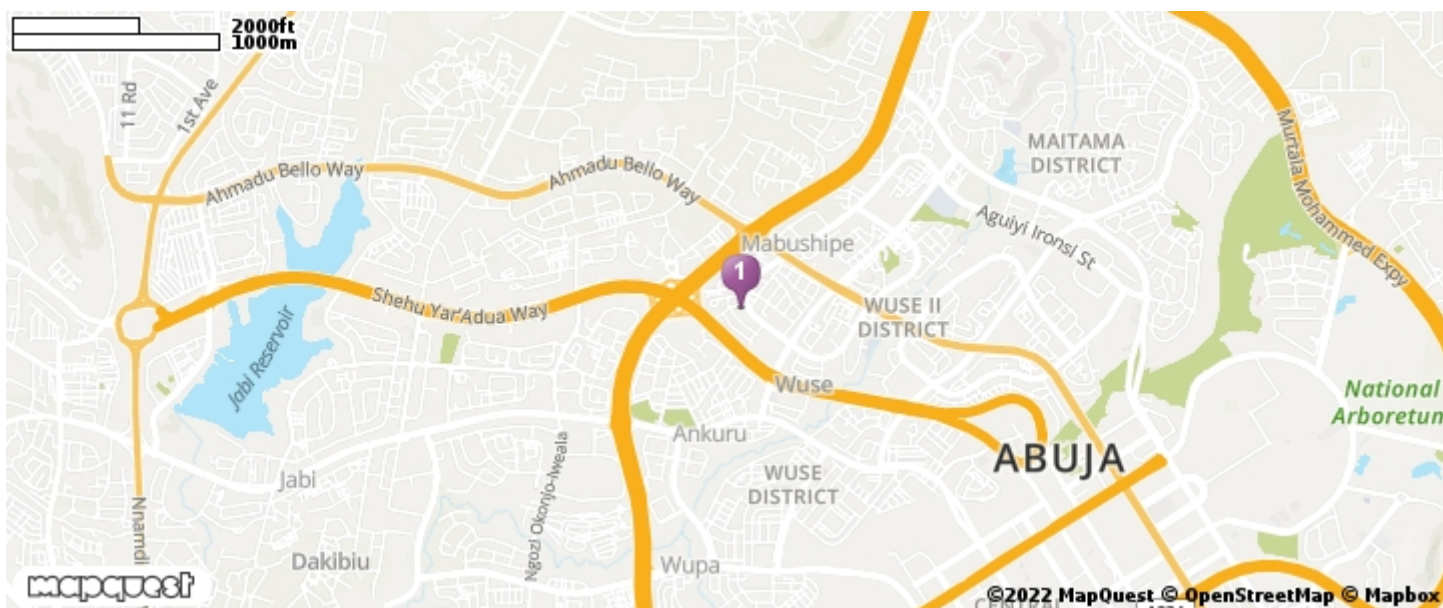 2000ft
1000m
11 Rd
1st Ave
Ahmadu Bello Way
Ahmadu Bello Way
MAITAMA
DISTRICT
Murtala Mohammed Expy
Aguiyi Ironsi St
Mabushipe
1
Shehu Yar'Adua Way
WUSE II
DISTRICT
Jabi Reservoir
Wuse
National
Arboretum
Ankuru
ABUJA
Jabi
WUSE
DISTRICT
Ngozi Okonjo-Iweala
Nnamdi
Dakibiu
Wupa
mapquest
©2022 MapQuest © OpenStreetMap © Mapbox
CENTRAL